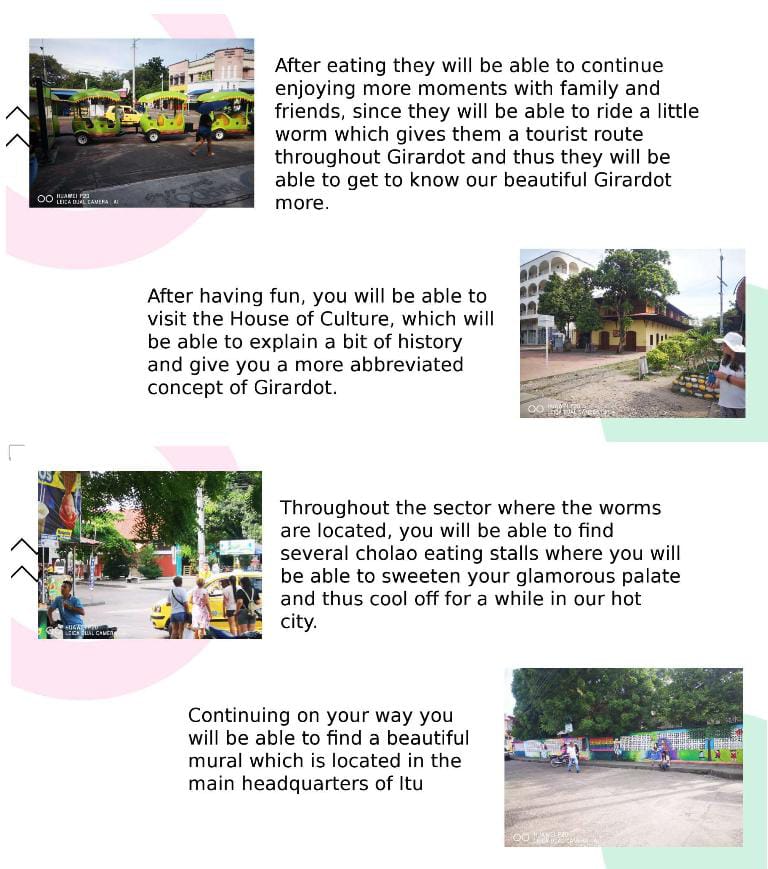 After eating they will be able to continue
enjoying more moments with family and
friends, since they will be able to ride a little
worm which gives them a tourist route
throughout Girardot and thus they will be
able to get to know our beautiful Girardot
more.
HUAWEI P20
LEICA DUAL CAMERA | AI
After having fun, you will be able to
visit the House of Culture, which will
be able to explain a bit of history
and give you a more abbreviated
concept of Girardot.
HUAWEI P20
LEICA DUAL CAMERA
Throughout the sector where the worms
are located, you will be able to find
several cholao eating stalls where you will
be able to sweeten your glamorous palate
and thus cool off for a while in our hot
city.
HUAWEI P20
LEICA DUAL CAMERA
Continuing on your way you
will be able to find a beautiful
mural which is located in the
main headquarters of Itu
HUAWEI P20
LEICA DUAL CAMERA